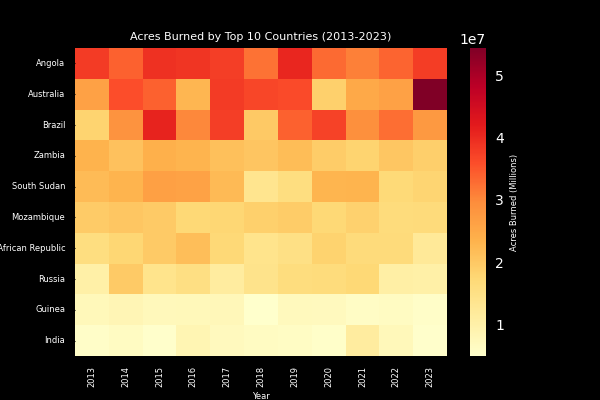 Acres Burned by Top 10 Countries (2013-2023)
1e7
Angola
Australia
Brazil
Zambia
South Sudan
Mozambique
African Republic
Russia
Guinea
India
2013 2014 2015 2016 2017 2018 2019 2020 2021 2022 2023
Year
5
4
3
2
1
Acres Burned (Millions)